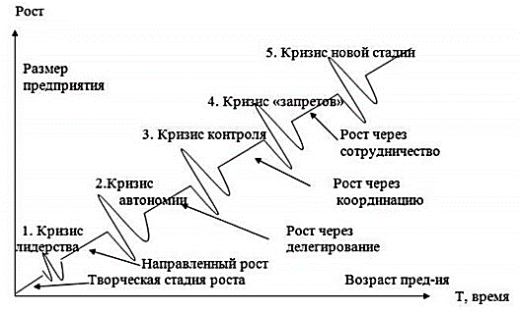 Рост
Размер
предприятия
5. Кризис новой стадии
4. Кризис «запретов»
3. Кризис контроля
Рост через
сотрудничество
2.Кризис
автономии
Рост через
координацию
1. Кризис
лидерства
Рост через
делегирование
Направленный рост
Творческая стадия роста
Возраст пред-ия
Т, время